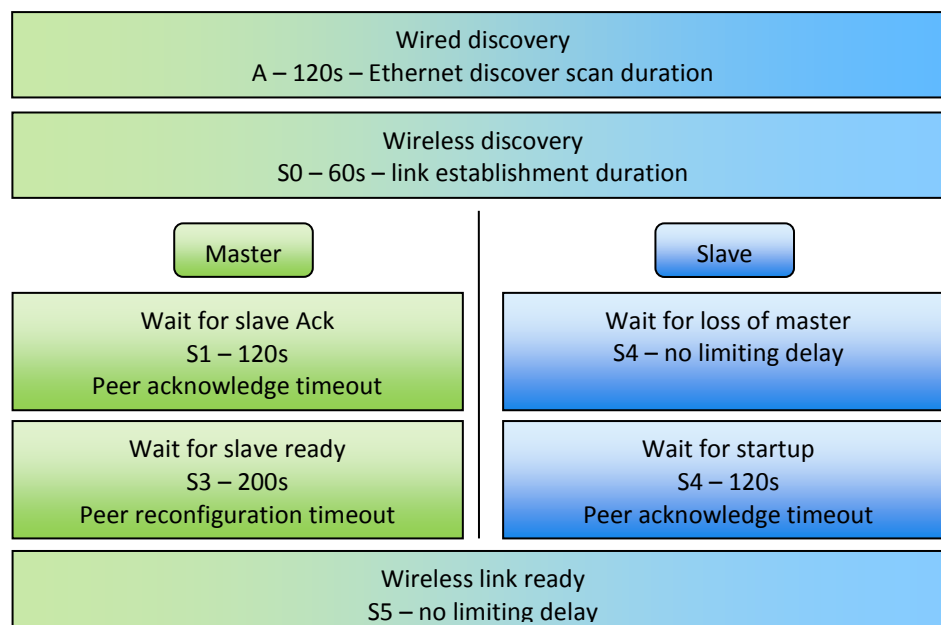 Wired discovery
A – 120s – Ethernet discover scan duration
Wireless discovery
S0 – 60s – link establishment duration
Master
Slave
Wait for slave Ack
S1 – 120s
Peer acknowledge timeout
Wait for loss of master
S4 – no limiting delay
Wait for slave ready
S3 – 200s
Peer reconfiguration timeout
Wait for startup
S4 – 120s
Peer acknowledge timeout
Wireless link ready
S5 – no limiting delay